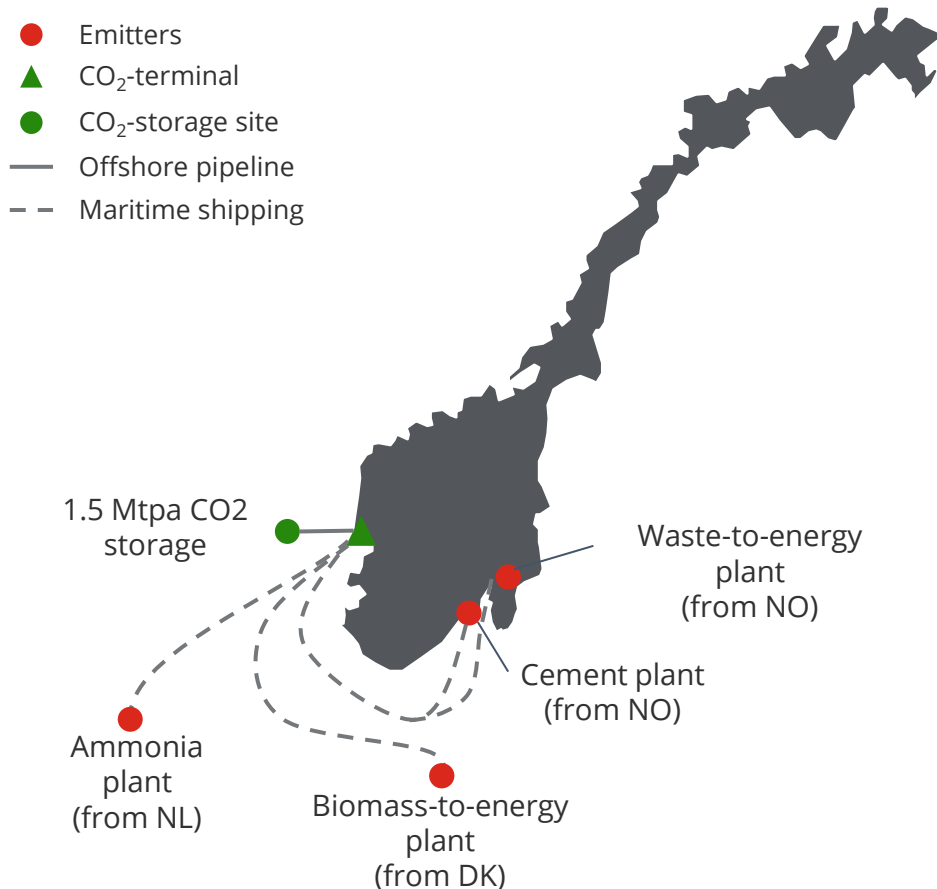 Emitters
CO₂-terminal
CO₂-storage site
Offshore pipeline
Maritime shipping
1.5 Mtpa CO2
storage
Waste-to-energy
plant
(from NO)
Cement plant
(from NO)
Ammonia
plant
(from NL)
Biomass-to-energy
plant
(from DK)